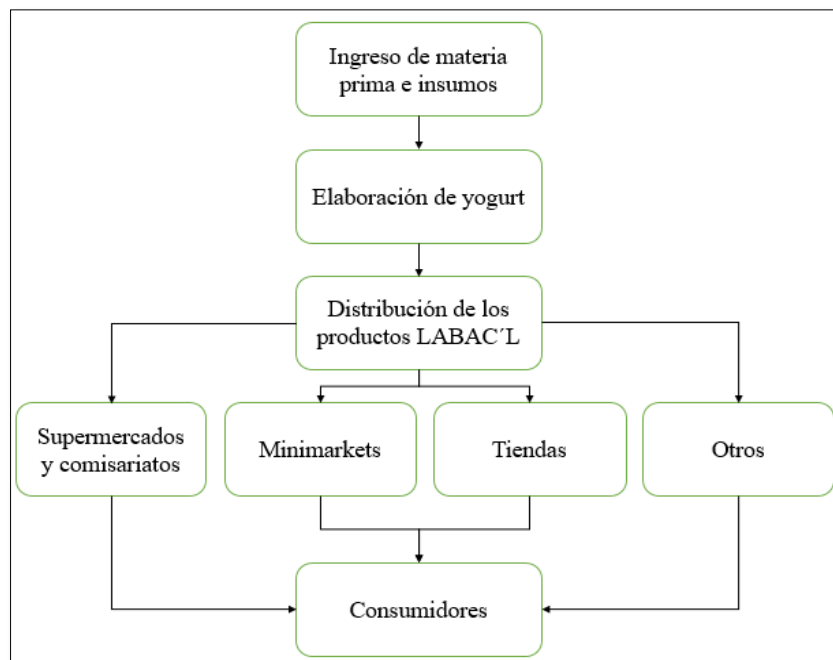 Ingreso de materia
prima e insumos
Elaboración de yogurt
Distribución de los
productos LABAC´L
Supermercados
y comisariatos
Minimarkets
Tiendas
Otros
Consumidores